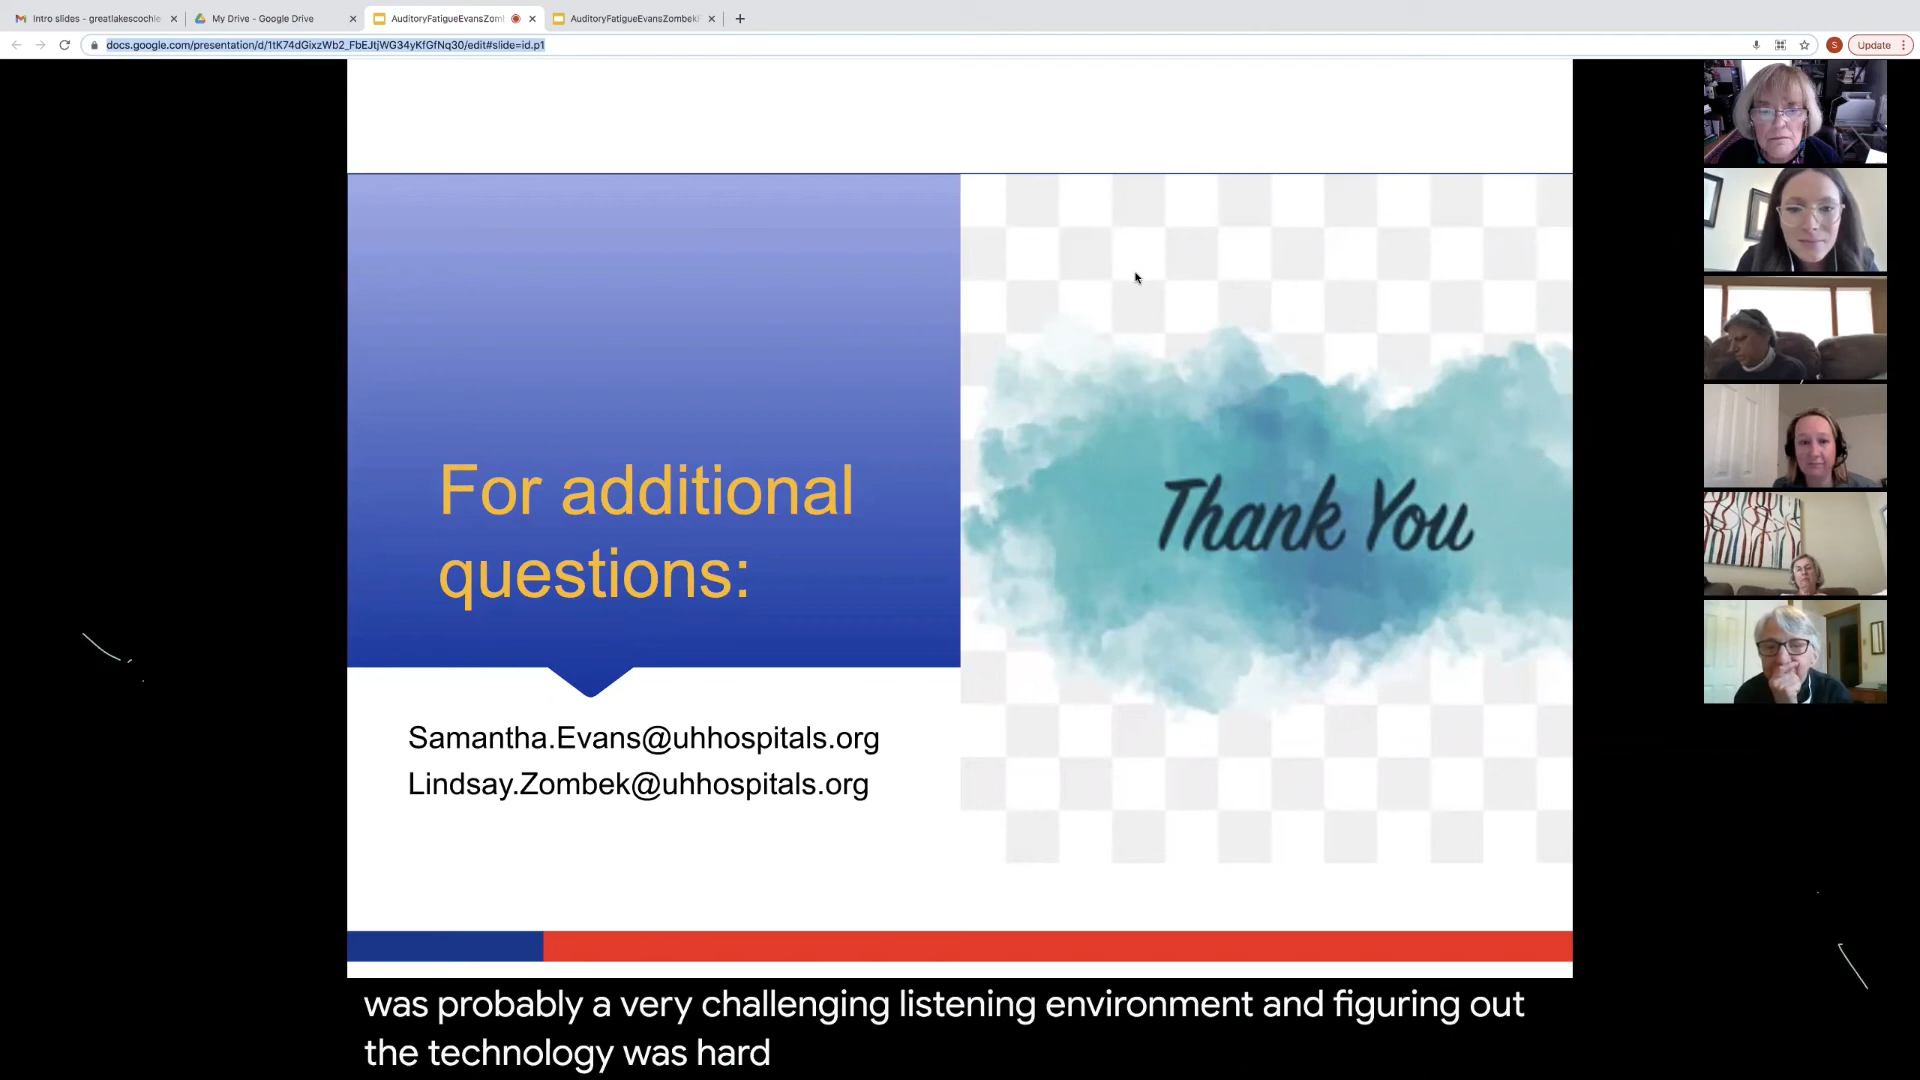 Intro slides - greatlakescochle
My Drive - Google Drive
AuditoryFatigueEvansZom
AuditoryFatigueEvansZombek
docs.google.com/presentation/d/1tK74dGixzWb2_FbEJtjWG34yKfGfNq30/edit#slide=id.p1
S
Update
For additional
questions:
Thank You
Samantha.Evans@uhhospitals.org
Lindsay.Zombek@uhhospitals.org
was probably a very challenging listening environment and figuring out
the technology was hard